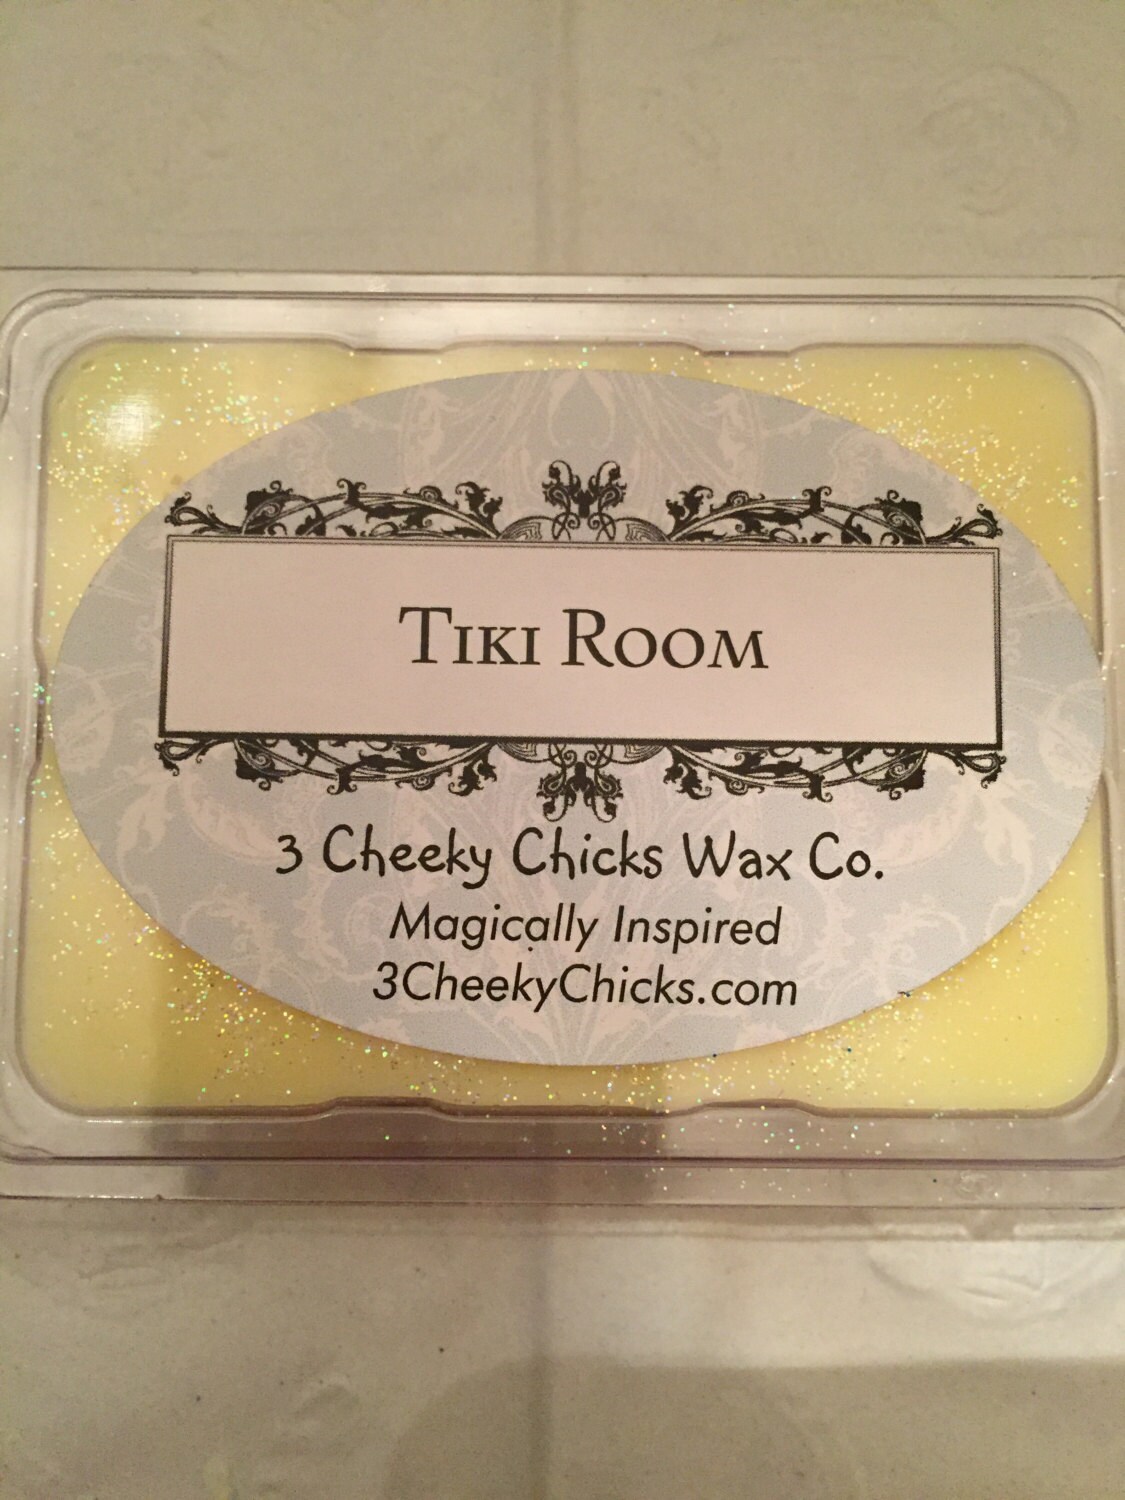 Tiki Room
3 Cheeky Chicks Wax Co.
Magically Inspired
3CheekyChicks.com